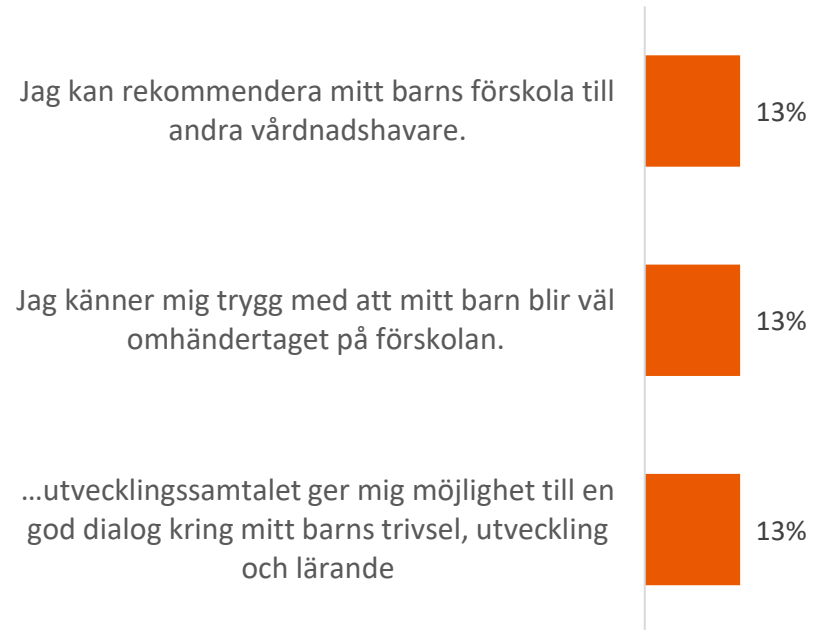 Jag kan rekommendera mitt barns förskola till
andra vårdnadshavare.
13%
Jag känner mig trygg med att mitt barn blir väl
omhändertaget på förskolan.
13%
…utvecklingssamtalet ger mig möjlighet till en
god dialog kring mitt barns trivsel, utveckling
och lärande
13%